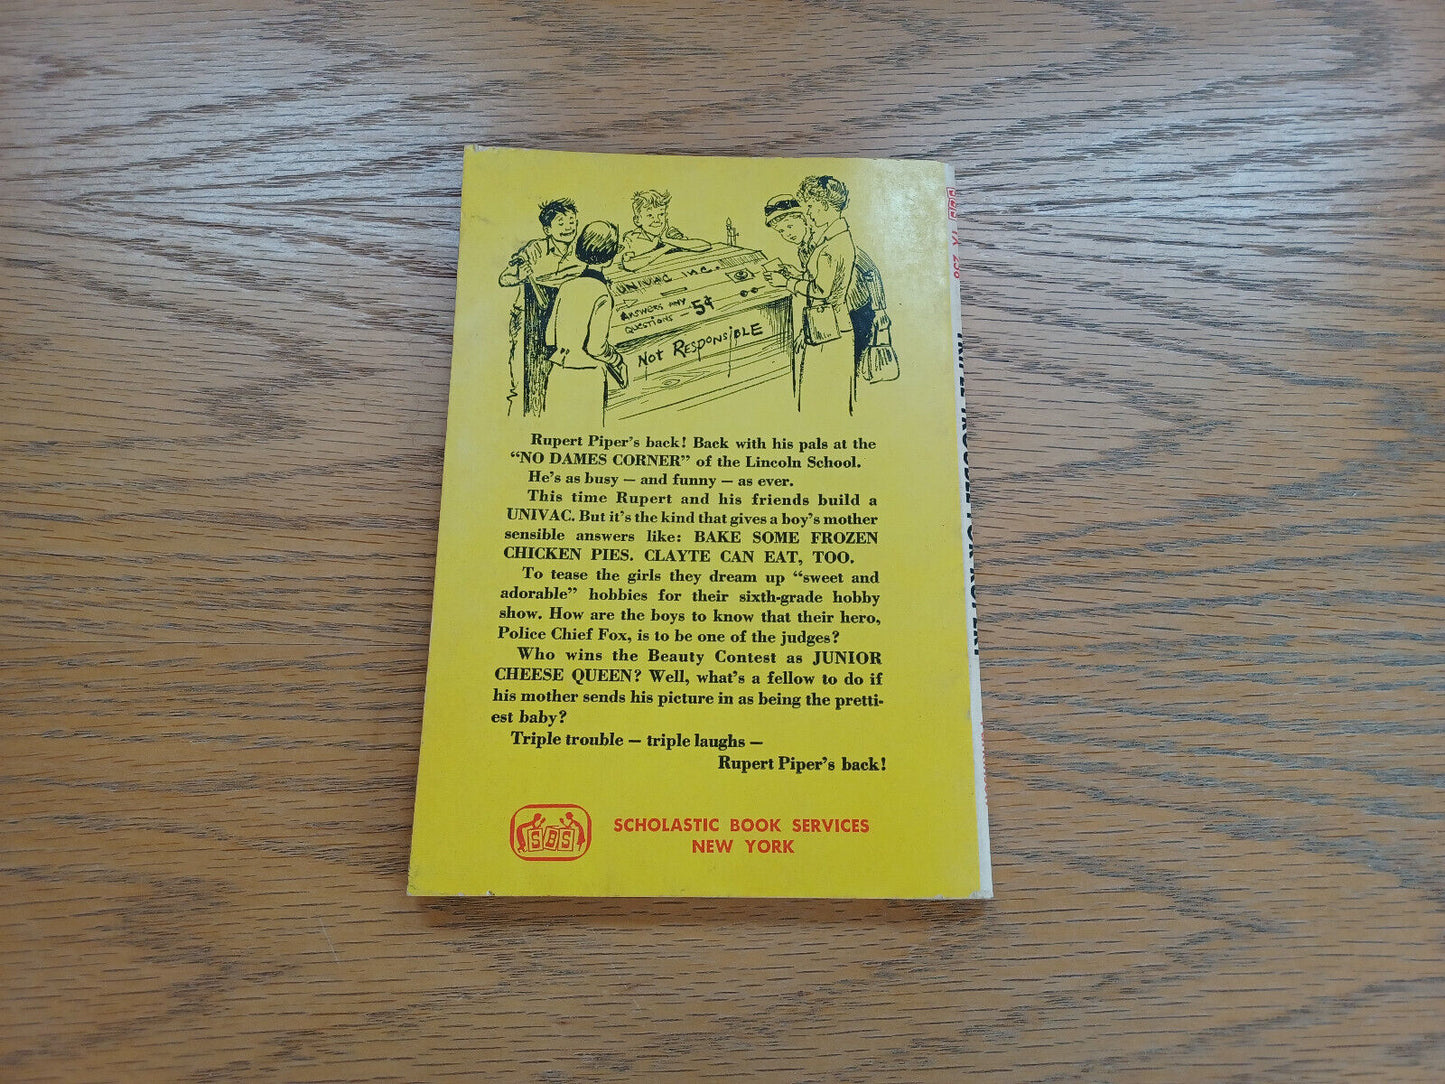 UNIVAC INC.
ANSWERS ANY
QUESTIONS — 5¢
NOT RESPONSIBLE
Rupert Piper's back! Back with his pals at the
"NO DAMES CORNER" of the Lincoln School.
He's as busy — and funny — as ever.
This time Rupert and his friends build a
UNIVAC. But it's the kind that gives a boy's mother
sensible answers like: BAKE SOME FROZEN
CHICKEN PIES. CLAYTE CAN EAT, TOO.
To tease the girls they dream up "sweet and
adorable" hobbies for their sixth-grade hobby
show. How are the boys to know that their hero,
Police Chief Fox, is to be one of the judges?
Who wins the Beauty Contest as JUNIOR
CHEESE QUEEN? Well, what's a fellow to do if
his mother sends his picture in as being the pretti-
est baby?
Triple trouble — triple laughs —
Rupert Piper's back!
SBS
SCHOLASTIC BOOK SERVICES
NEW YORK
TRIPLE TROUBLE FOR RUPERT